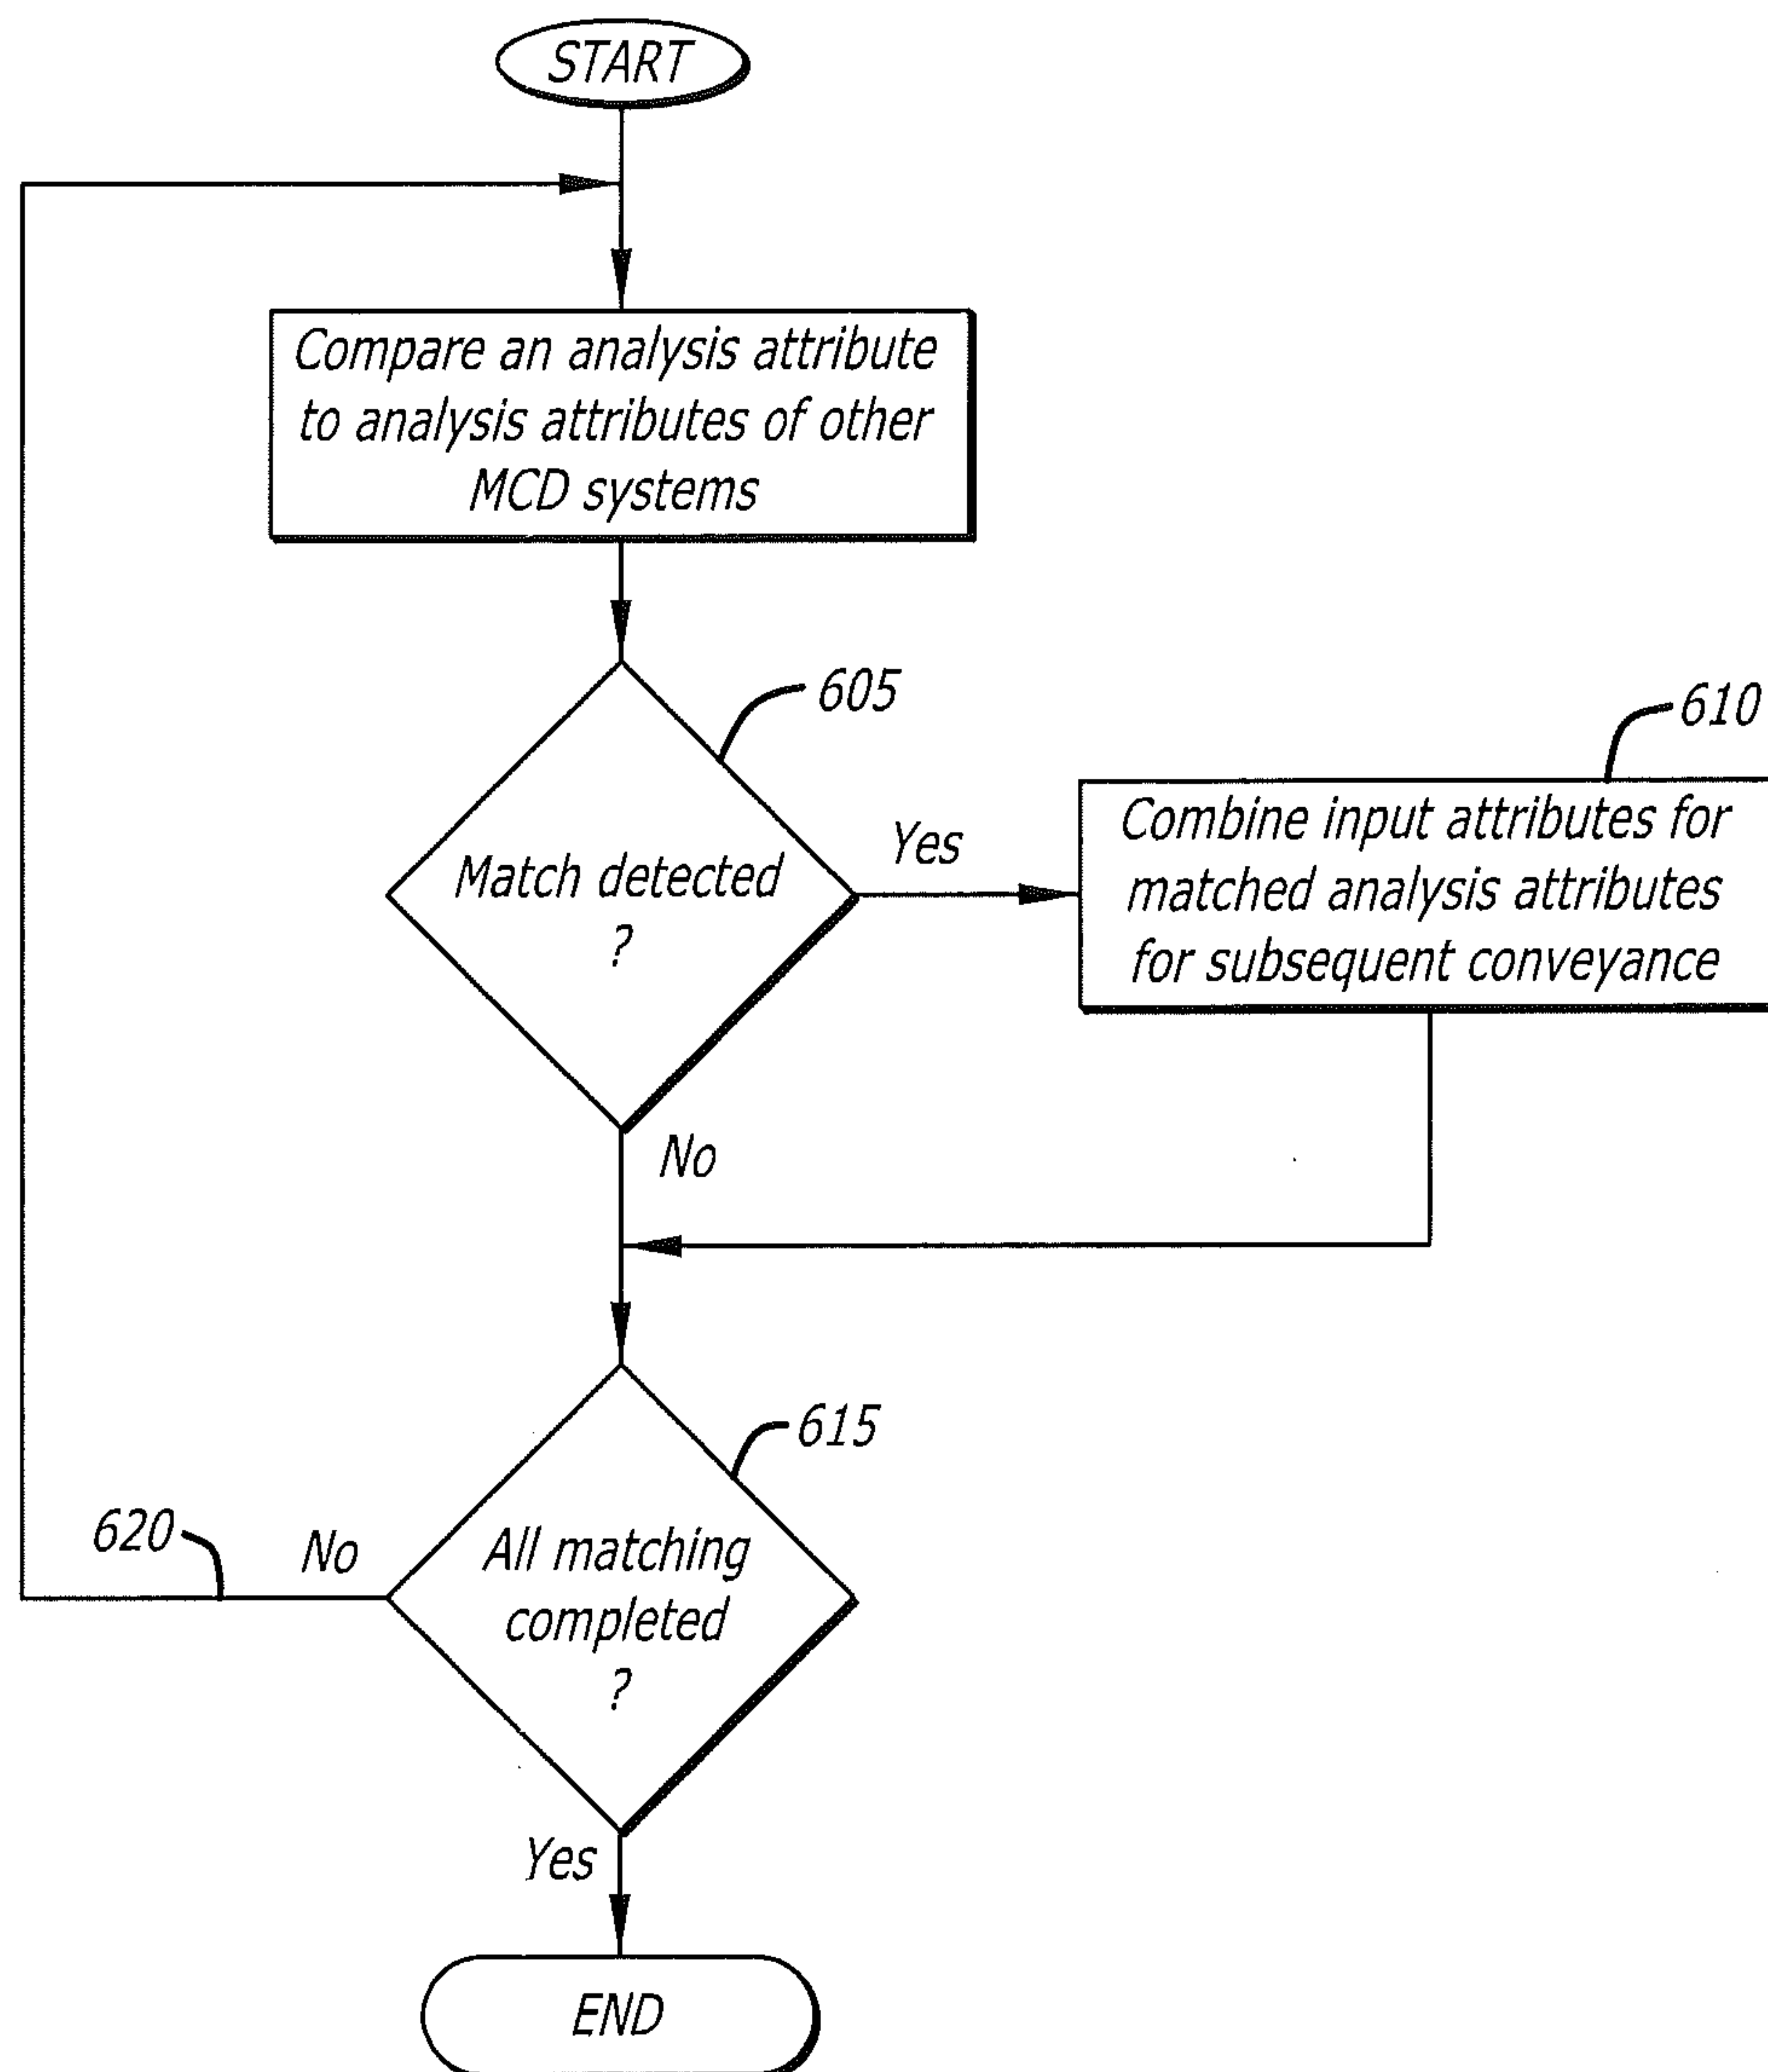 START
Compare an analysis attribute
to analysis attributes of other
MCD systems
605
Match detected
?
Yes
610
Combine input attributes for
matched analysis attributes
for subsequent conveyance
No
615
620
No
All matching
completed
?
Yes
END